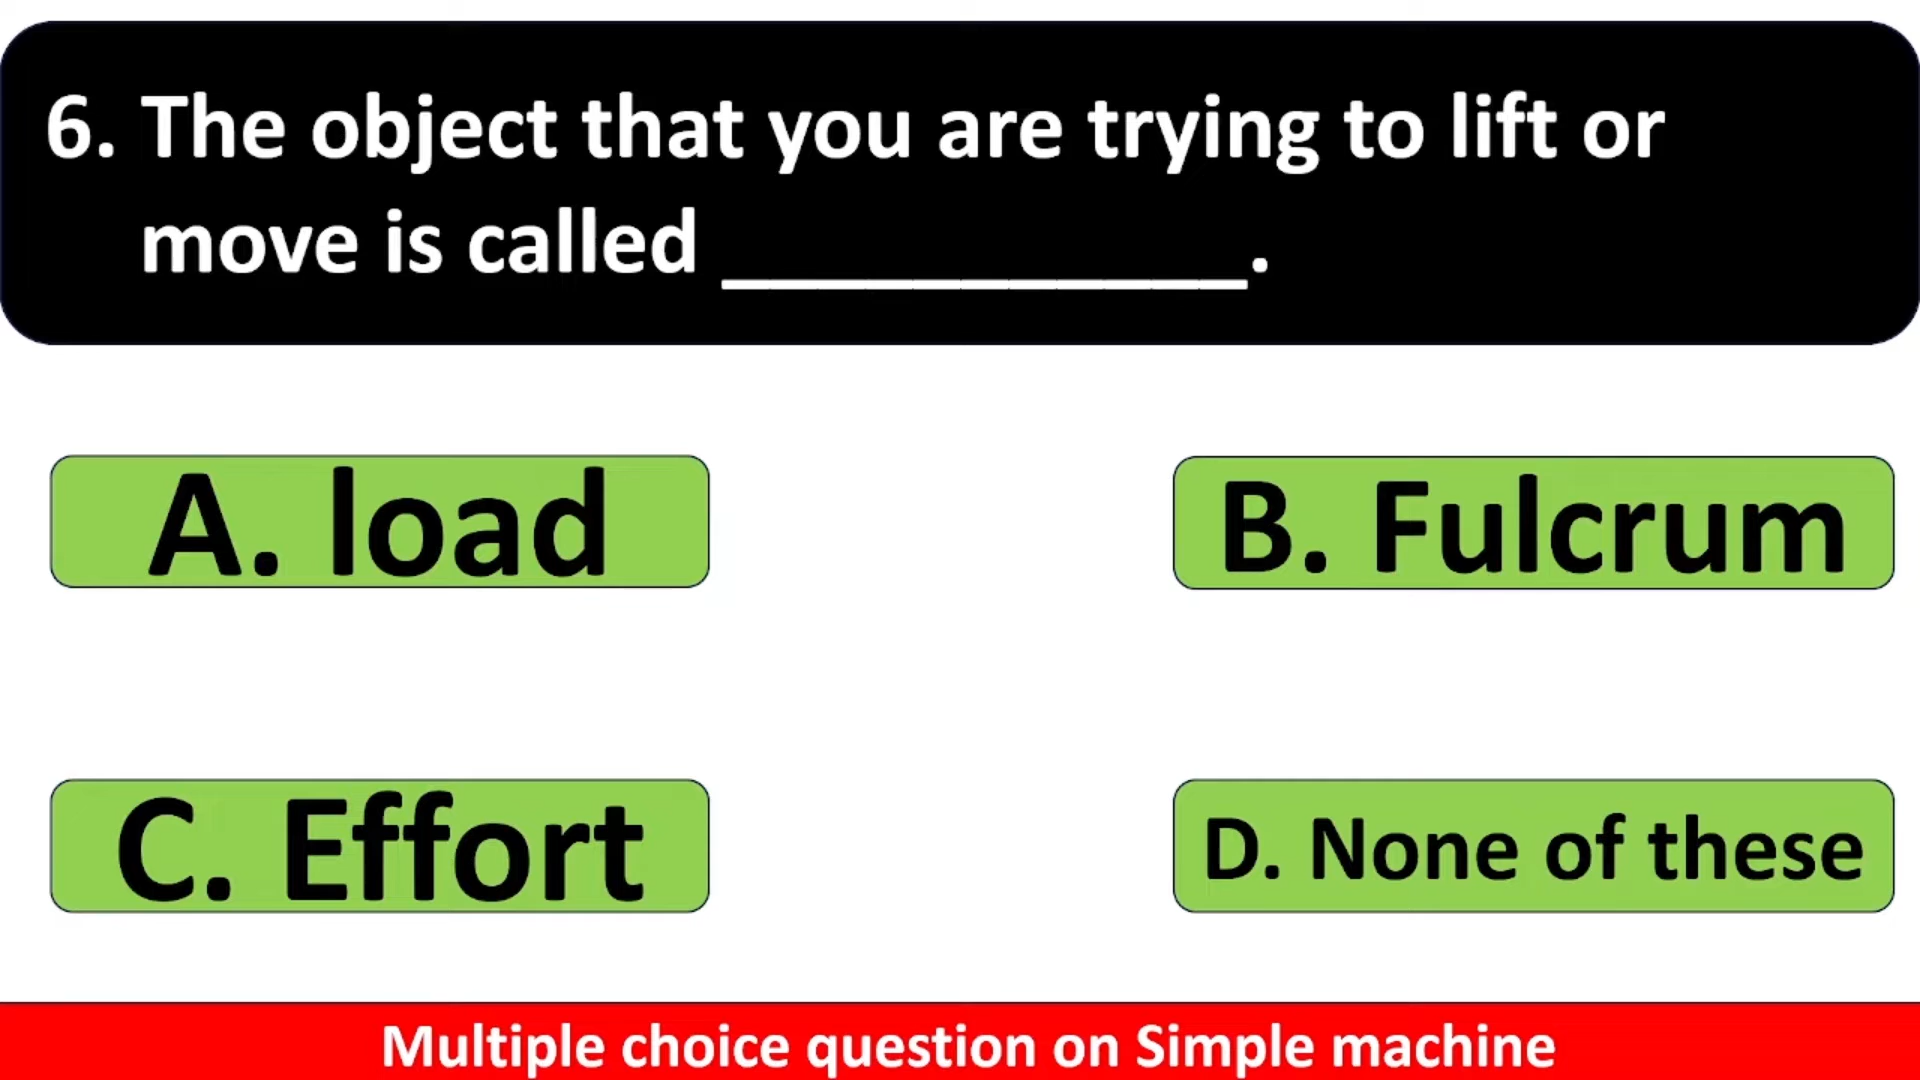 6. The object that you are trying to lift or
move is called ___________.
A. load
B. Fulcrum
C. Effort
D. None of these
Multiple choice question on Simple machine